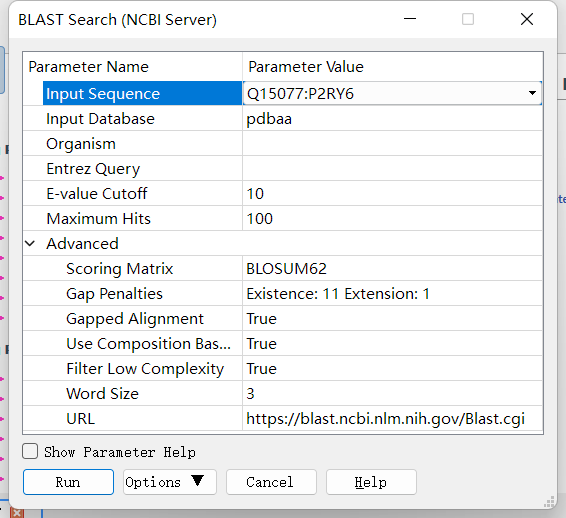 BLAST Search (NCBI Server)
Parameter Name Parameter Value
Input Sequence Q15077:P2RY6
Input Database pdbaa
Organism
Entrez Query
E-value Cutoff 10
Maximum Hits 100
Advanced
Scoring Matrix BLOSUM62
Gap Penalties Existence: 11 Extension: 1
Gapped Alignment True
Use Composition Bas... True
Filter Low Complexity True
Word Size 3
URL https://blast.ncbi.nlm.nih.gov/Blast.cgi
Show Parameter Help
Run Options ▼ Cancel Help